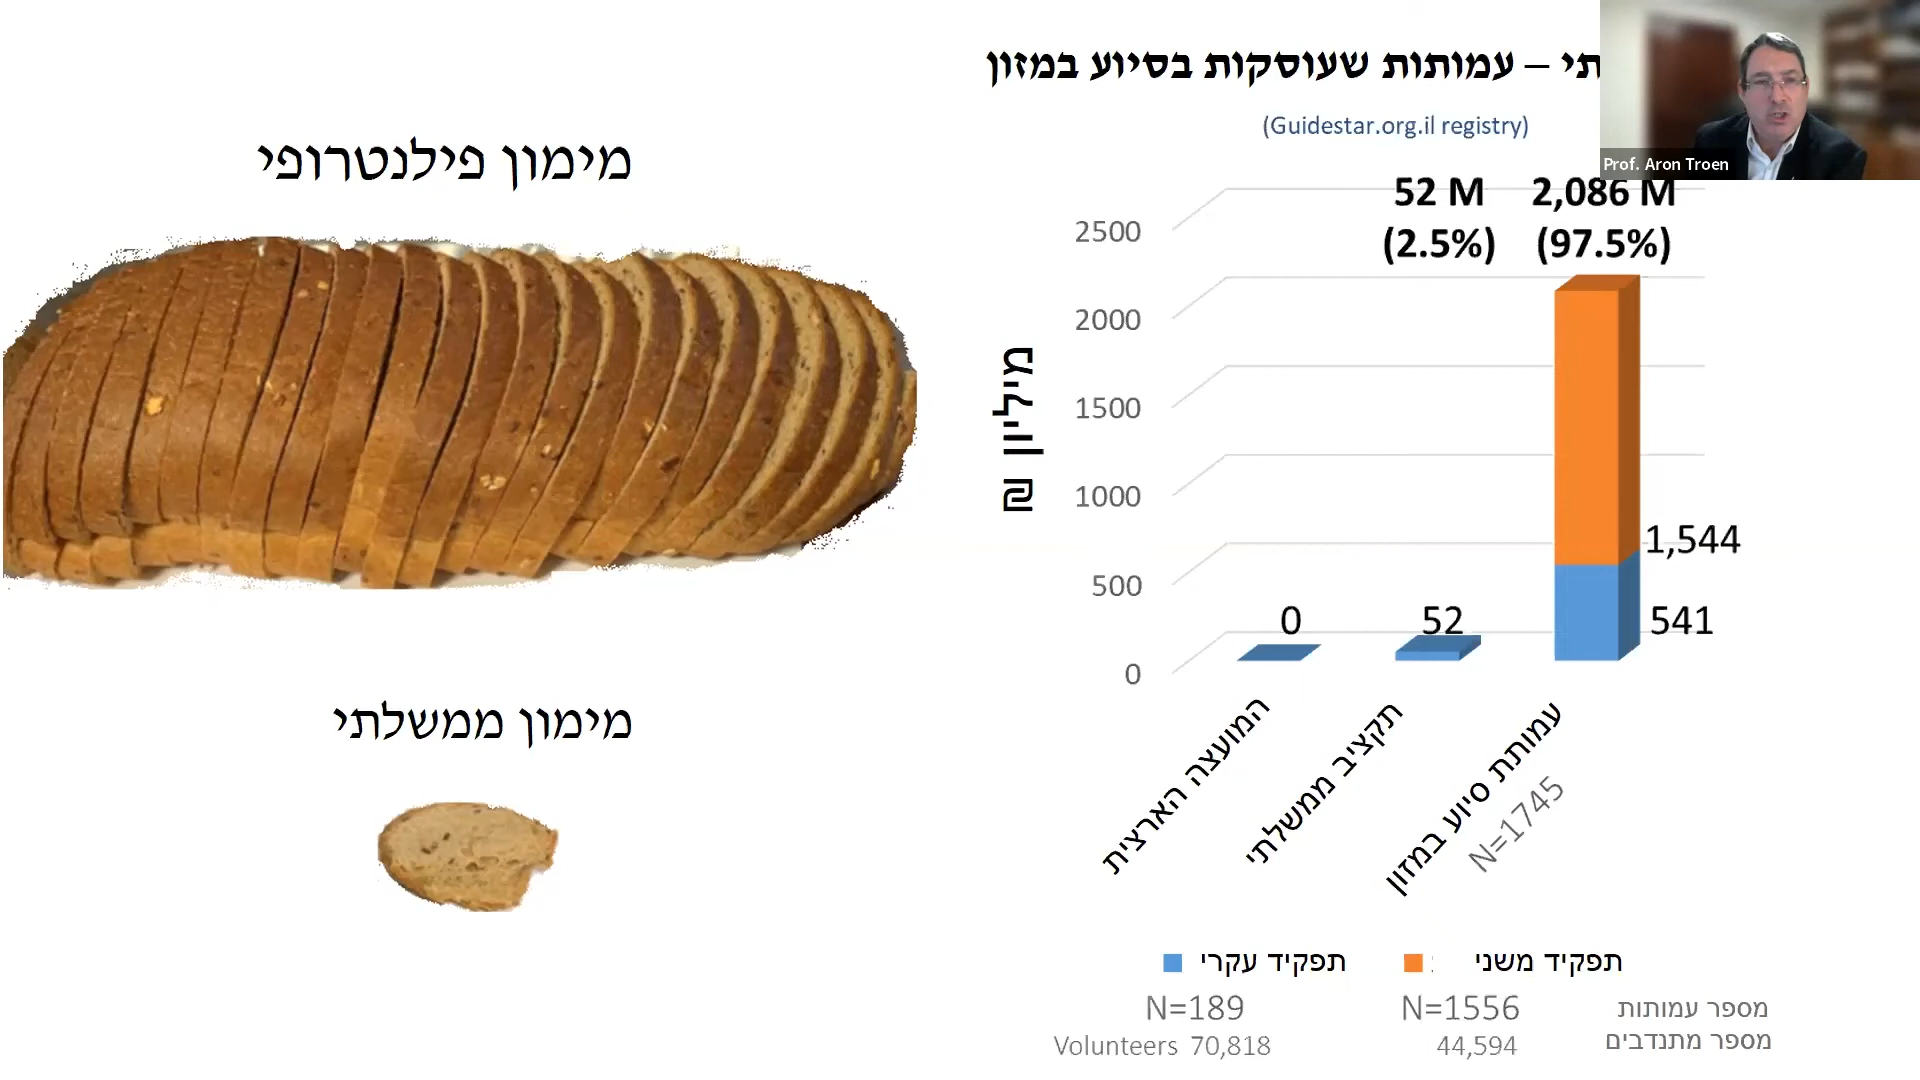 תי – עמותות שעוסקות בסיוע במזון
(Guidestar.org.il registry)
Prof. Aron Troen
מימון פילנטרופי
מימון ממשלתי
52 M
(2.5%)
2,086 M
(97.5%)
מיליון ₪
2500
2000
1500
1000
500
0
0
52
1,544
541
המועצה הארצית
תקציב ממשלתי
עמותת סיוע במזון
N=1745
תפקיד עקרי
תפקיד משני
N=189
N=1556
מספר עמותות
Volunteers 70,818
44,594
מספר מתנדבים